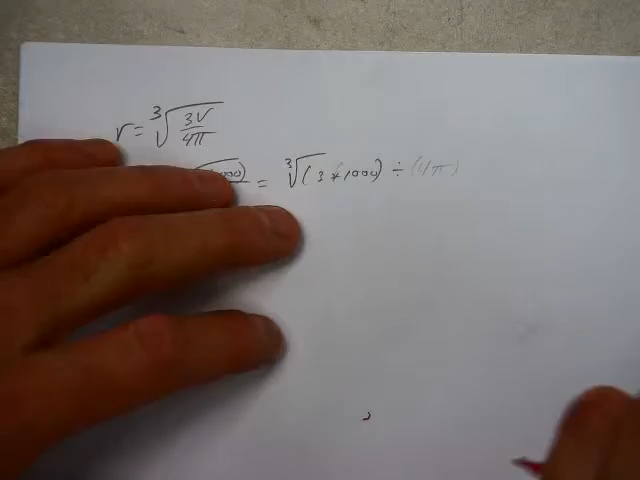 r = ∛(3V/4π)
= ∛(3*1000) ÷ (4π)